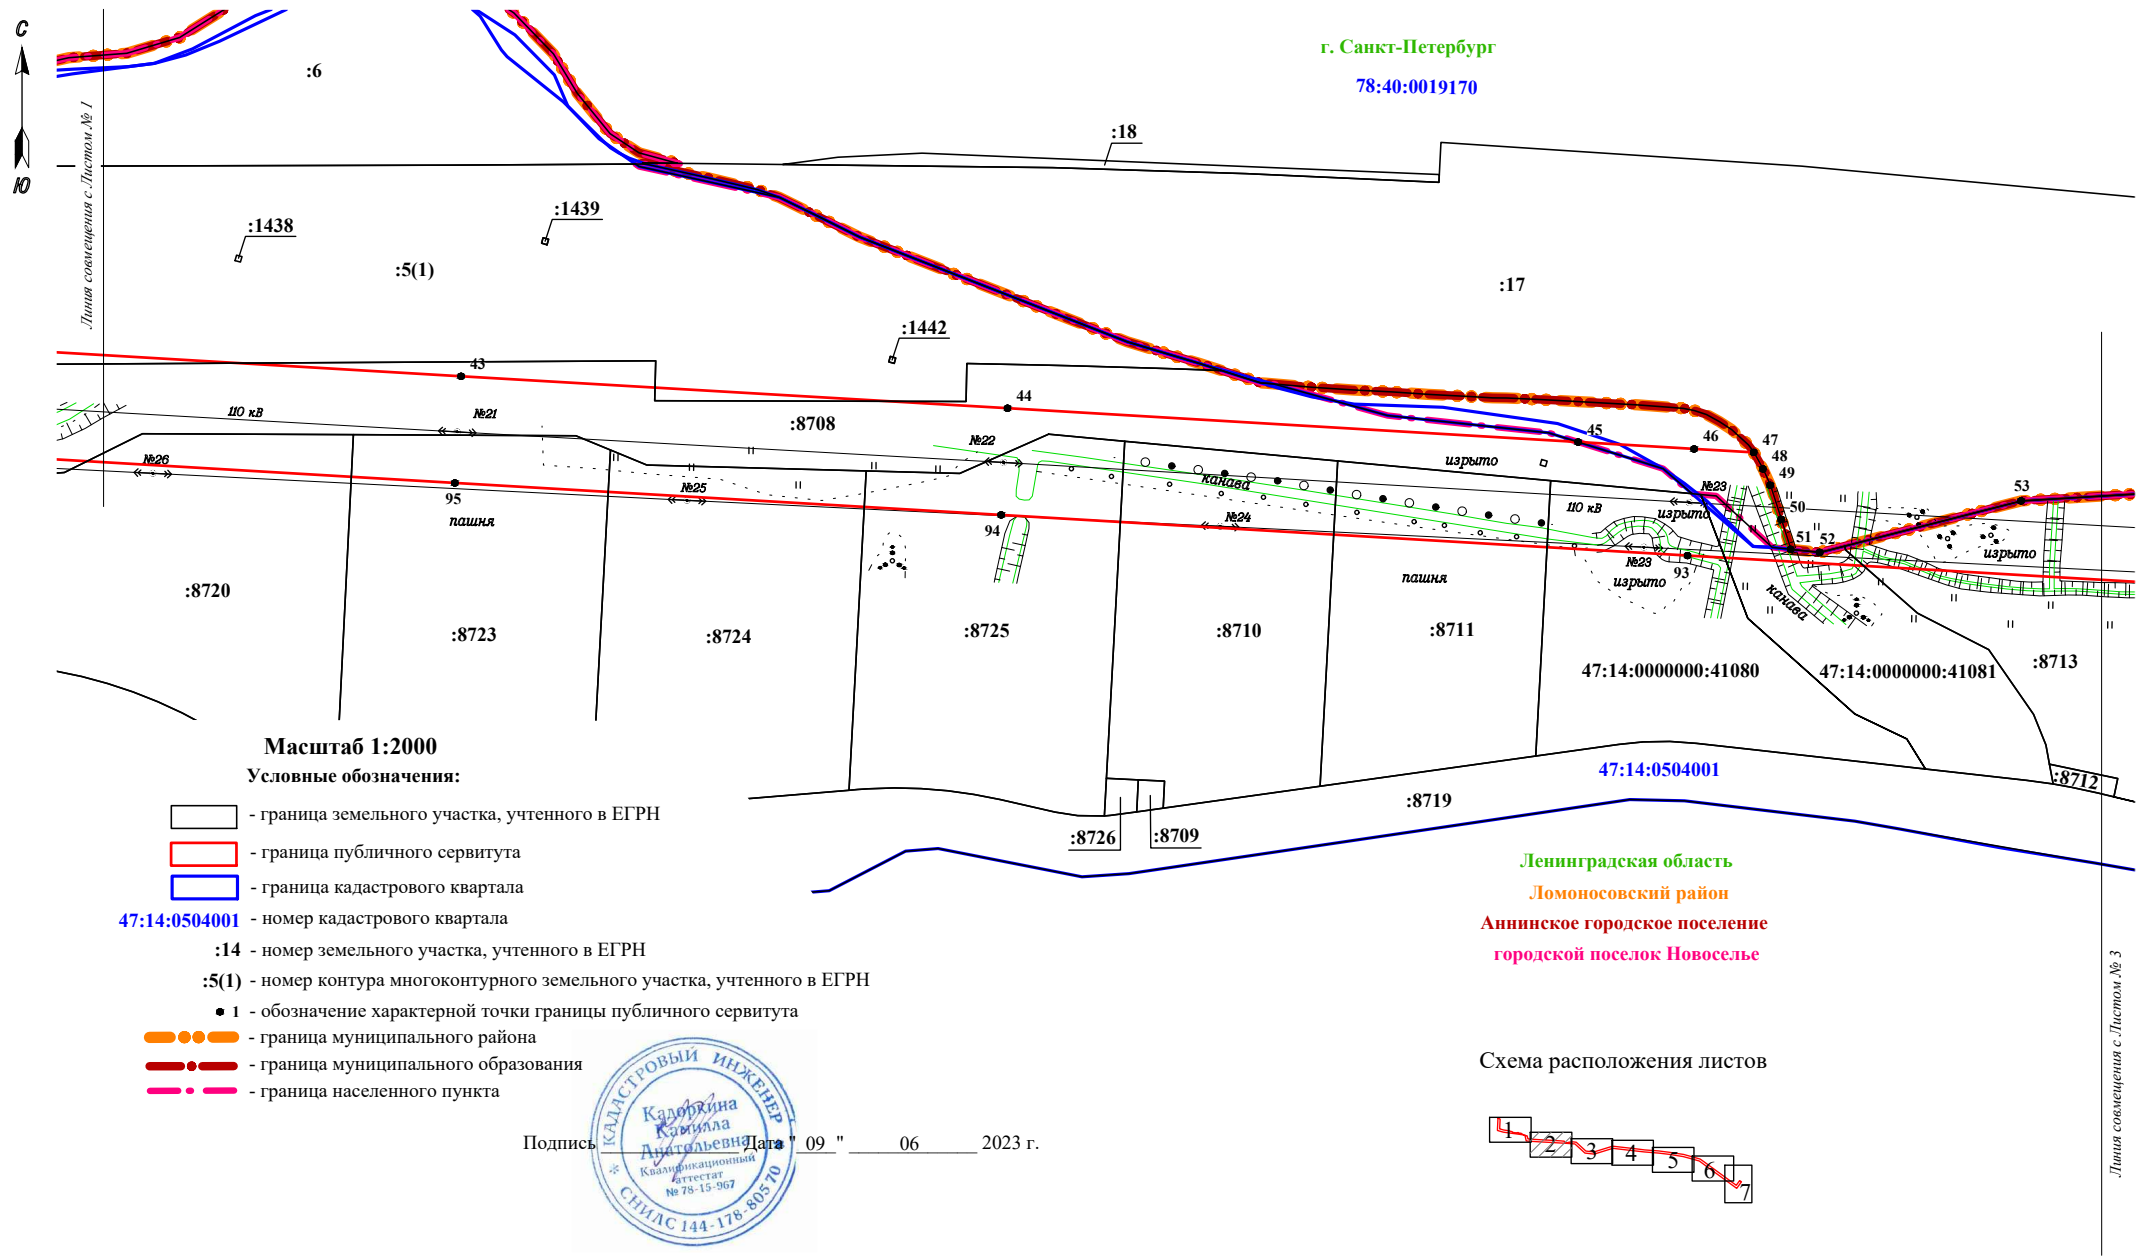 С
Ю
Линия совмещения с Листом № 1
г. Санкт-Петербург
78:40:0019170
:6
:18
:1438
:1439
:5(1)
:17
:1442
43
44
:8708
45
46
47
48
49
50
51
52
53
110 кВ
№21
№22
№26
№25
№24
№23
№23
95
94
93
пашня
канава
изрыто
110 кВ
изрыто
изрыто
изрыто
пашня
канава
:8720
:8723
:8724
:8725
:8710
:8711
47:14:0000000:41080
47:14:0000000:41081
:8713
:8712
47:14:0504001
:8719
:8726
:8709
Масштаб 1:2000
Условные обозначения:
- граница земельного участка, учтенного в ЕГРН
- граница публичного сервитута
- граница кадастрового квартала
47:14:0504001 - номер кадастрового квартала
:14 - номер земельного участка, учтенного в ЕГРН
:5(1) - номер контура многоконтурного земельного участка, учтенного в ЕГРН
1 - обозначение характерной точки границы публичного сервитута
- граница муниципального района
- граница муниципального образования
- граница населенного пункта
Ленинградская область
Ломоносовский район
Аннинское городское поселение
городской поселок Новоселье
Схема расположения листов
1
2
3
4
5
6
7
Линия совмещения с Листом № 3
Подпись Дата " 09 " 06 2023 г.
КАДАСТРОВЫЙ ИНЖЕНЕР
Кадоркина
Камилла
Анатольевна
Квалификационный
аттестат
№ 78-15-967
СНИЛС 144-178-805 70